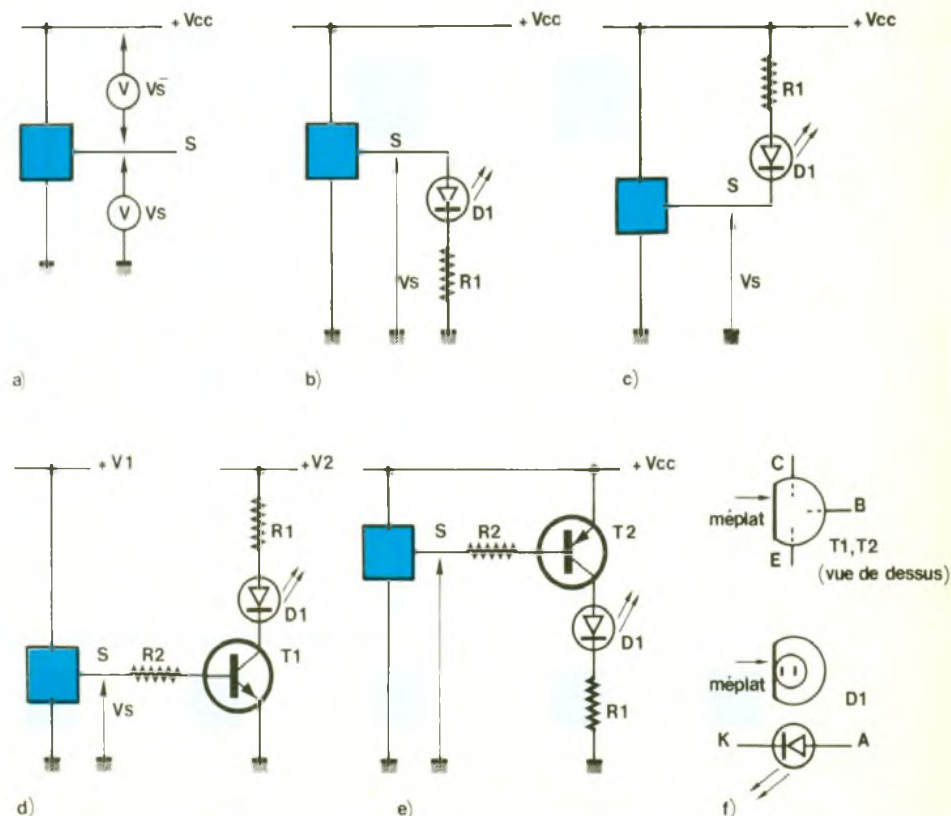 + Vcc
V Vs̄
S
V Vs
a)
+ Vcc
S
D1
Vs
R1
b)
+ Vcc
R1
D1
S
Vs
c)
+ V1
+V2
R1
D1
S
R2
T1
Vs
d)
+ Vcc
S
R2
T2
D1
R1
e)
C
méplat
B
E
T1,T2
(vue de dessus)
méplat
D1
K
A
f)